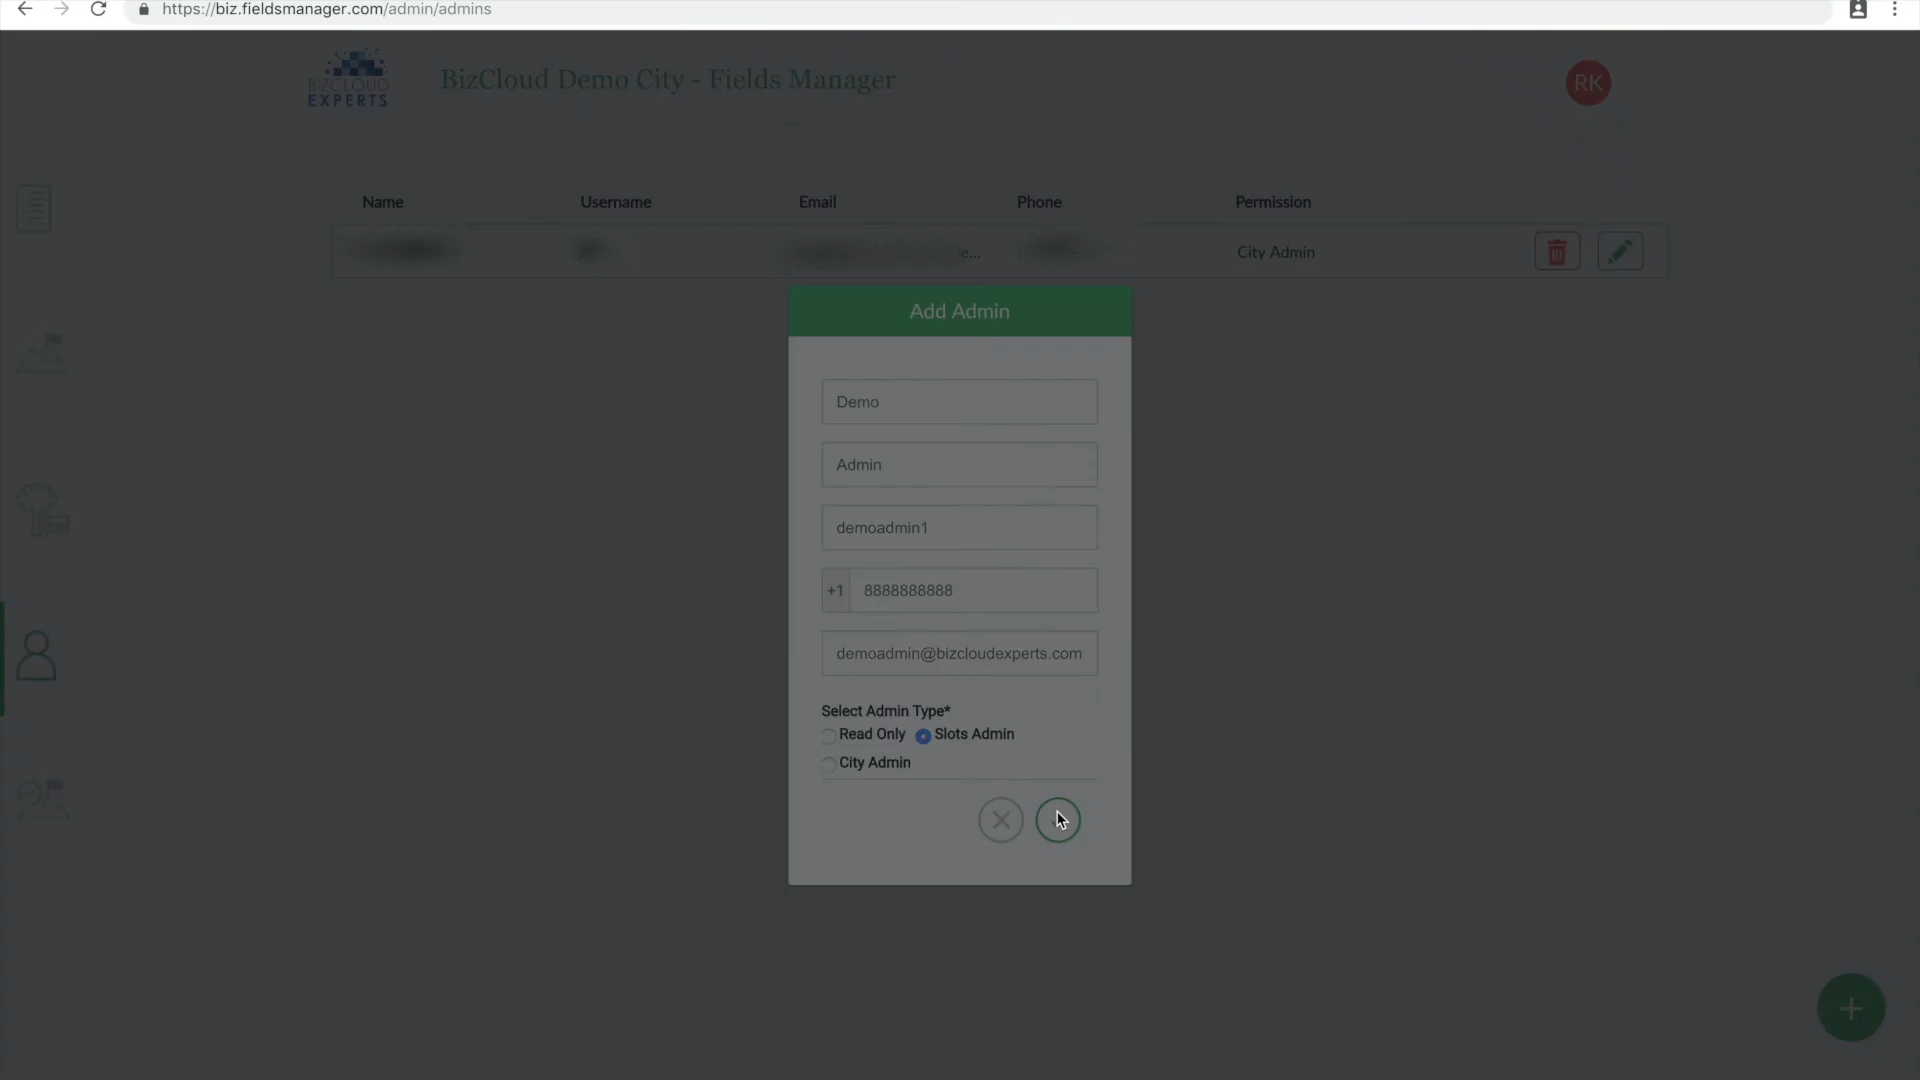 https://biz.fieldsmanager.com/admin/admins
BIZCLOUD
EXPERTS
BizCloud Demo City - Fields Manager
RK
Name Username Email Phone Permission
e... City Admin
Add Admin
Demo
Admin
demoadmin1
+1 8888888888
demoadmin@bizcloudexperts.com
Select Admin Type*
Read Only Slots Admin
City Admin